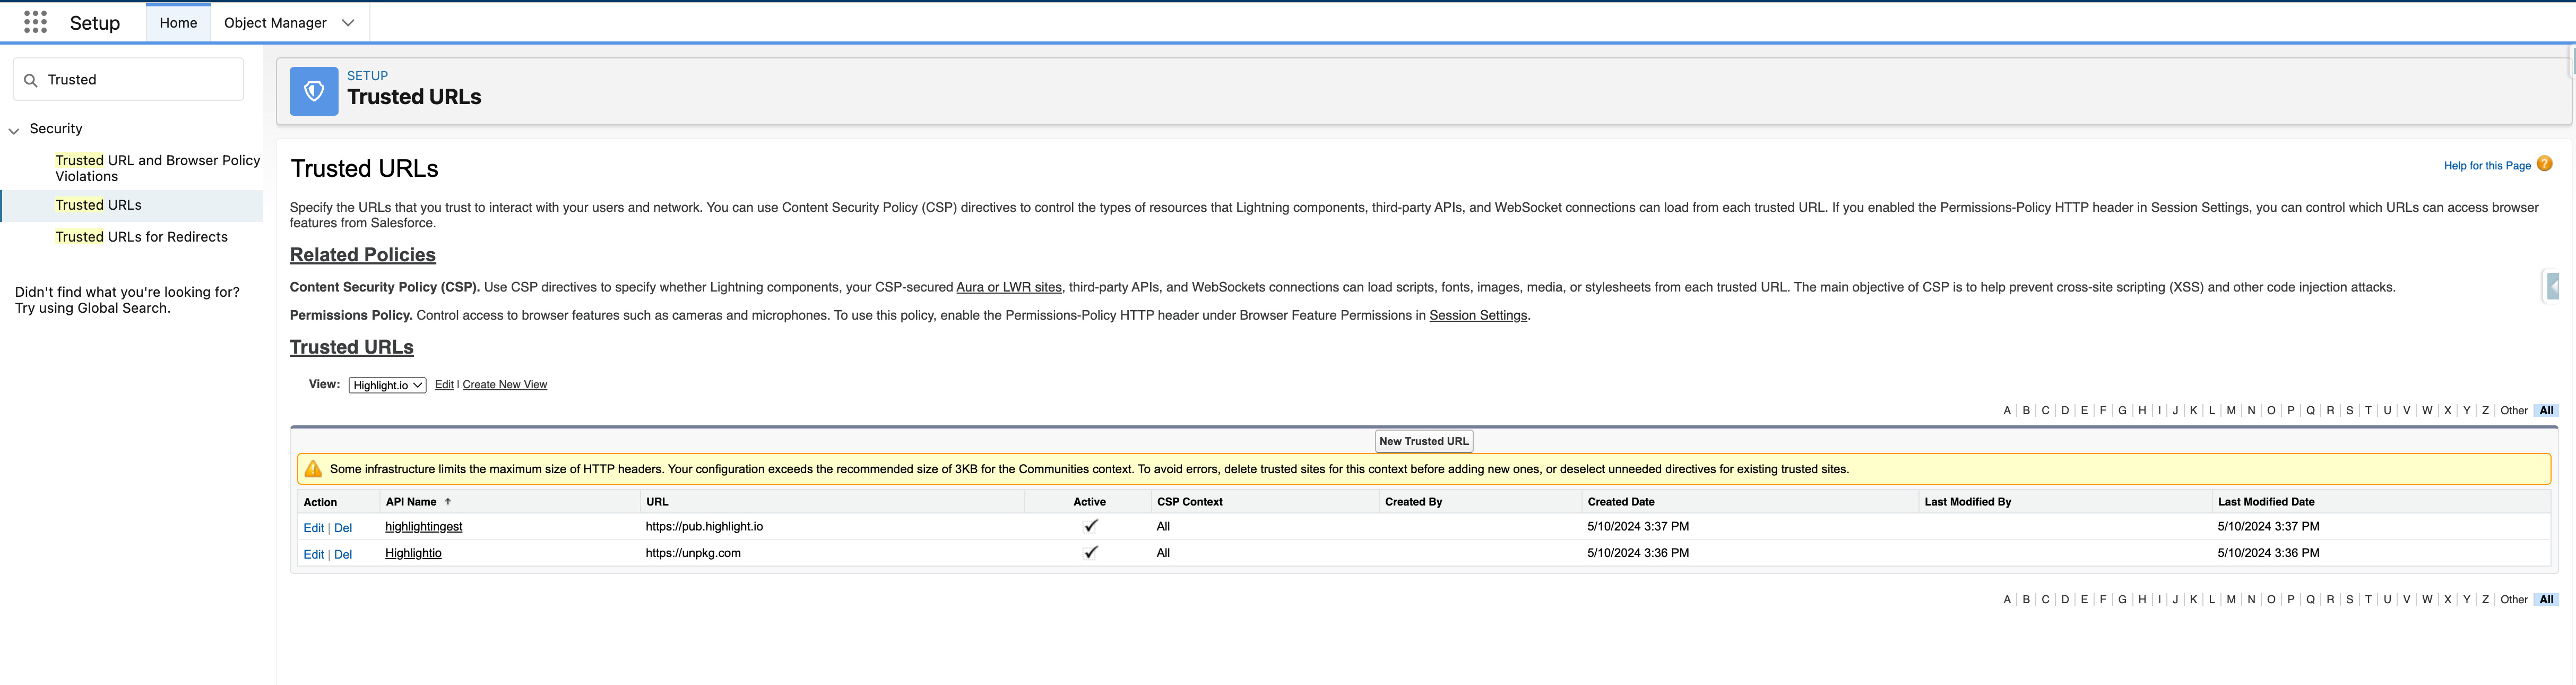 Setup
Home
Object Manager
Trusted
Security
Trusted URL and Browser Policy
Violations
Trusted URLs
Trusted URLs for Redirects
Didn't find what you're looking for?
Try using Global Search.
SETUP
Trusted URLs
Trusted URLs
Help for this Page ?
Specify the URLs that you trust to interact with your users and network. You can use Content Security Policy (CSP) directives to control the types of resources that Lightning components, third-party APIs, and WebSocket connections can load from each trusted URL. If you enabled the Permissions-Policy HTTP header in Session Settings, you can control which URLs can access browser
features from Salesforce.
Related Policies
Content Security Policy (CSP). Use CSP directives to specify whether Lightning components, your CSP-secured Aura or LWR sites, third-party APIs, and WebSockets connections can load scripts, fonts, images, media, or stylesheets from each trusted URL. The main objective of CSP is to help prevent cross-site scripting (XSS) and other code injection attacks.
Permissions Policy. Control access to browser features such as cameras and microphones. To use this policy, enable the Permissions-Policy HTTP header under Browser Feature Permissions in Session Settings.
Trusted URLs
View: Highlight.io Edit | Create New View
A | B | C | D | E | F | G | H | I | J | K | L | M | N | O | P | Q | R | S | T | U | V | W | X | Y | Z | Other | All
New Trusted URL
Some infrastructure limits the maximum size of HTTP headers. Your configuration exceeds the recommended size of 3KB for the Communities context. To avoid errors, delete trusted sites for this context before adding new ones, or deselect unneeded directives for existing trusted sites.
Action API Name ↑ URL Active CSP Context Created By Created Date Last Modified By Last Modified Date
Edit | Del highlightingest https://pub.highlight.io All 5/10/2024 3:37 PM 5/10/2024 3:37 PM
Edit | Del Highlightio https://unpkg.com All 5/10/2024 3:36 PM 5/10/2024 3:36 PM
A | B | C | D | E | F | G | H | I | J | K | L | M | N | O | P | Q | R | S | T | U | V | W | X | Y | Z | Other | All